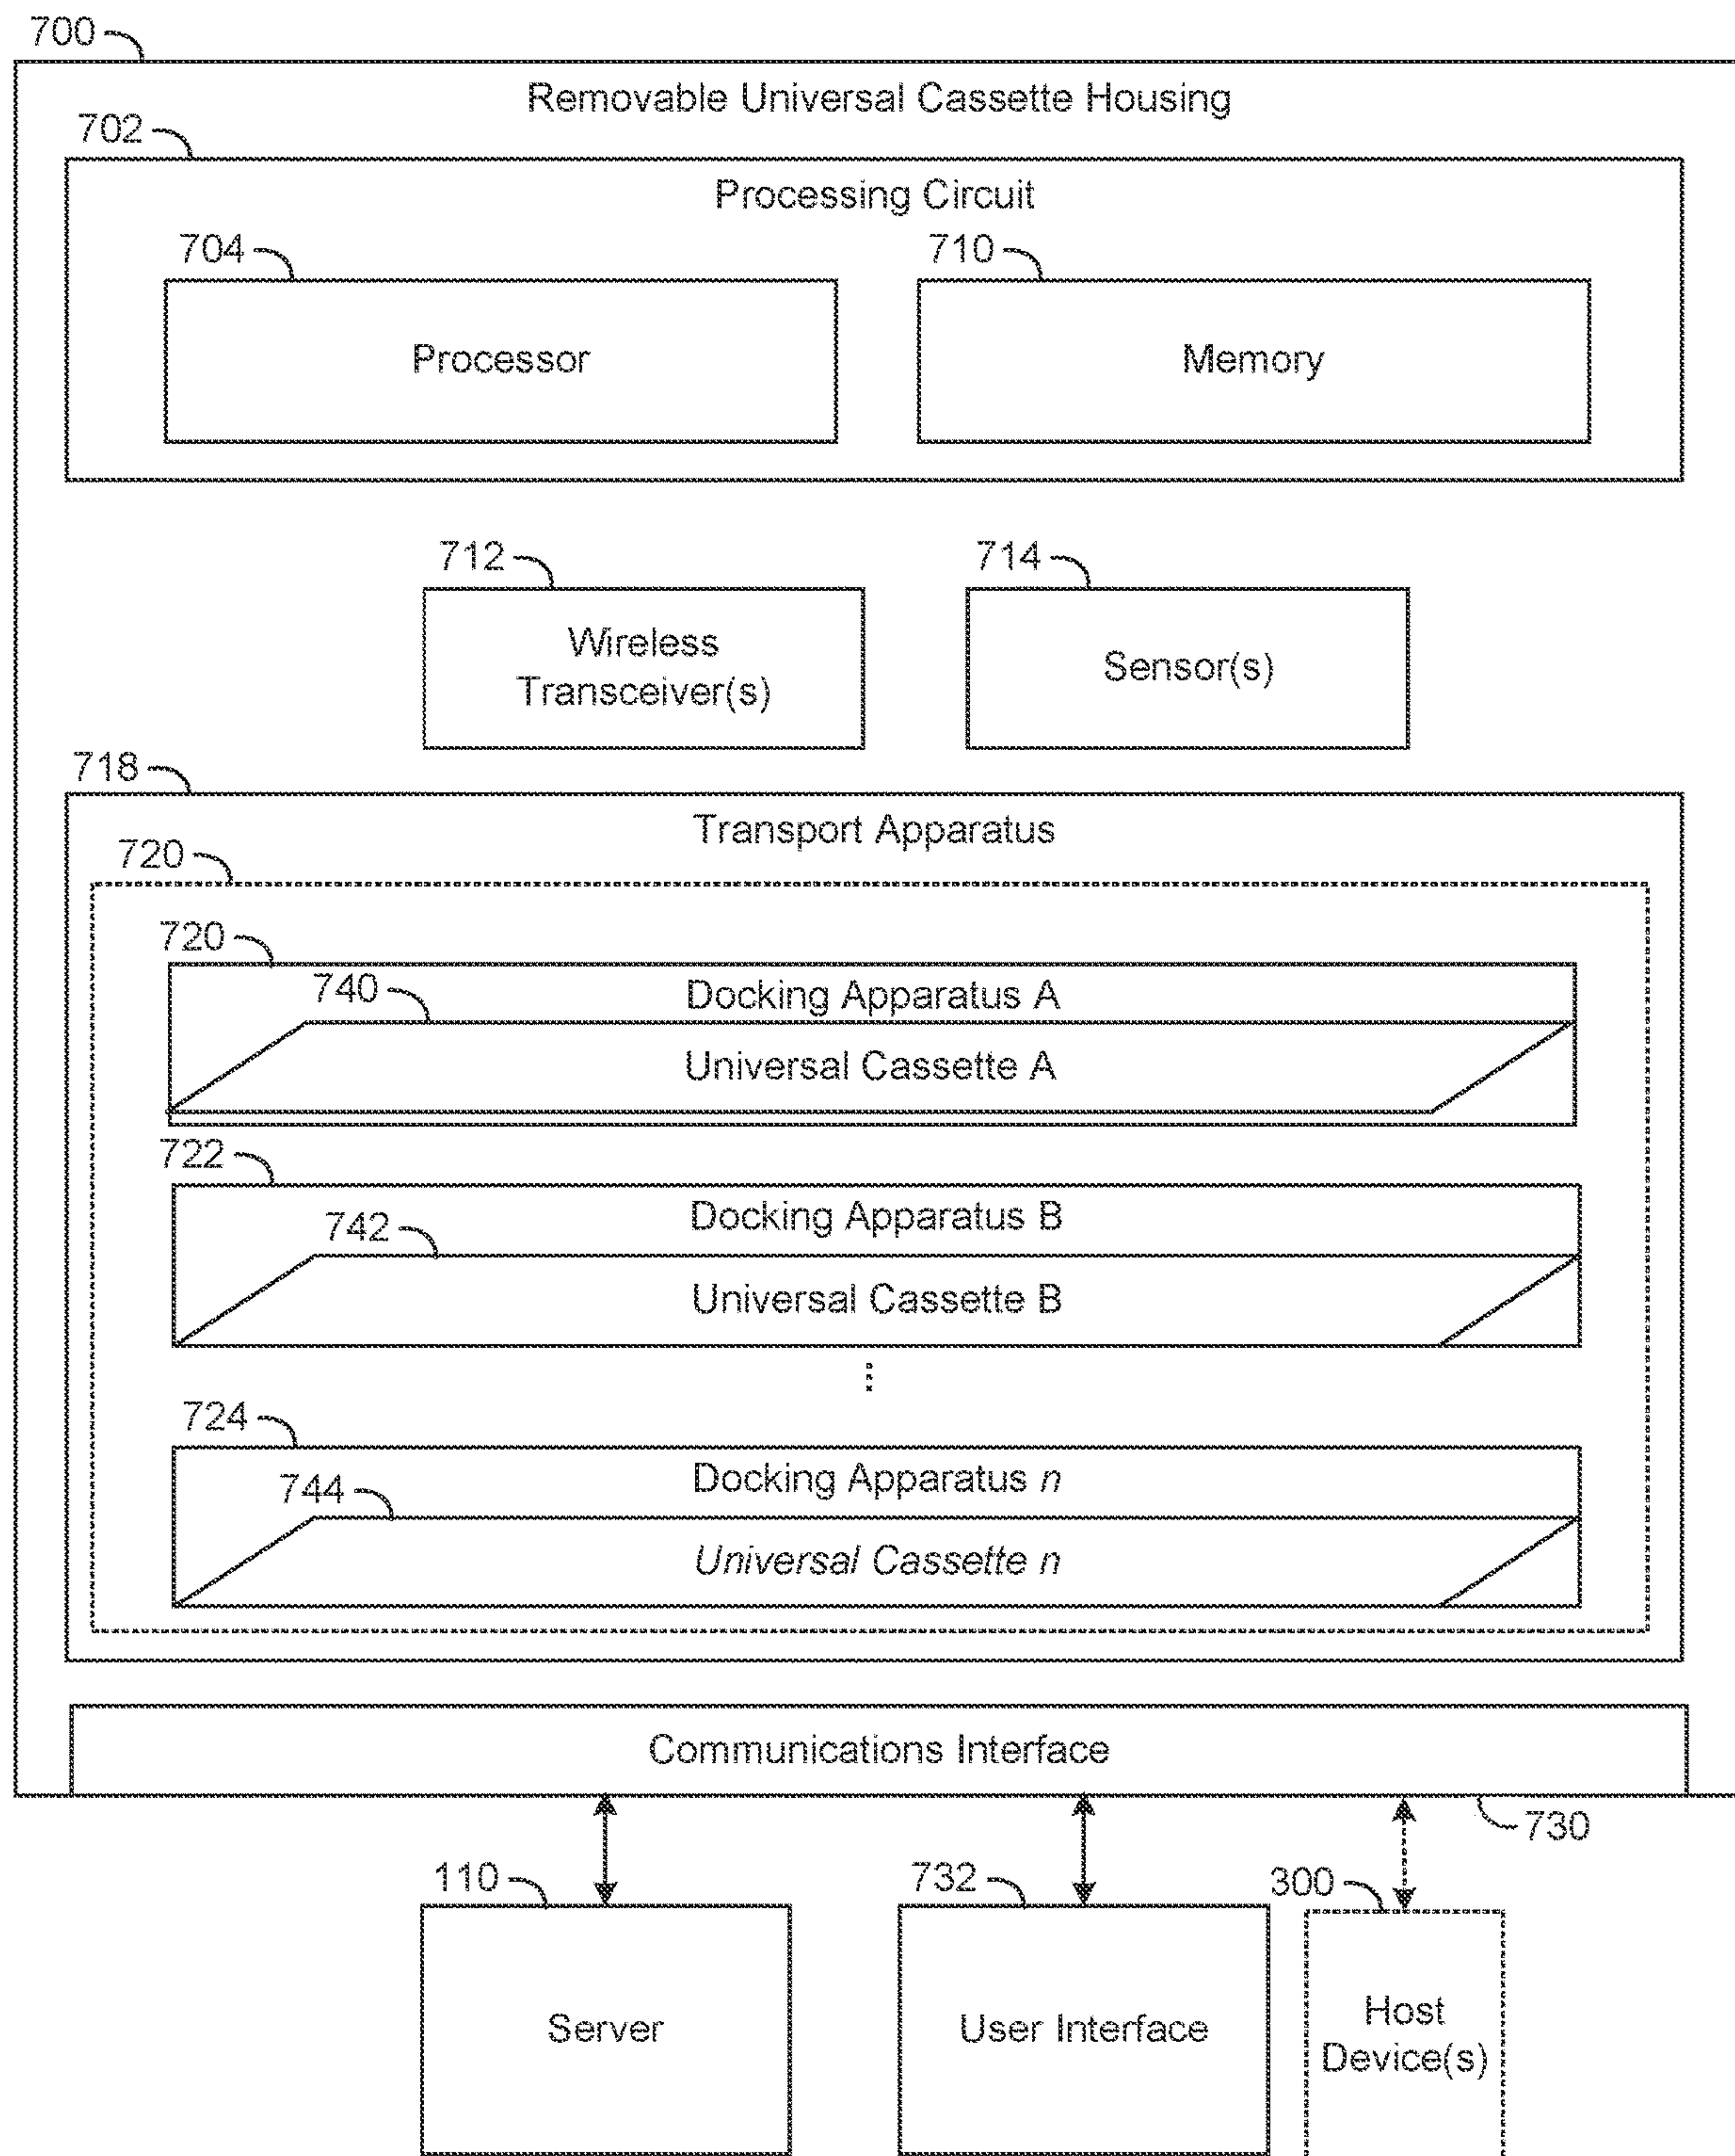 700
Removable Universal Cassette Housing
702
Processing Circuit
704
710
Processor
Memory
712
714
Wireless
Transceiver(s)
Sensor(s)
718
Transport Apparatus
720
720
Docking Apparatus A
740
Universal Cassette A
722
Docking Apparatus B
742
Universal Cassette B
⋮
724
Docking Apparatus n
744
Universal Cassette n
Communications Interface
730
110
732
300
Server
User Interface
Host
Device(s)